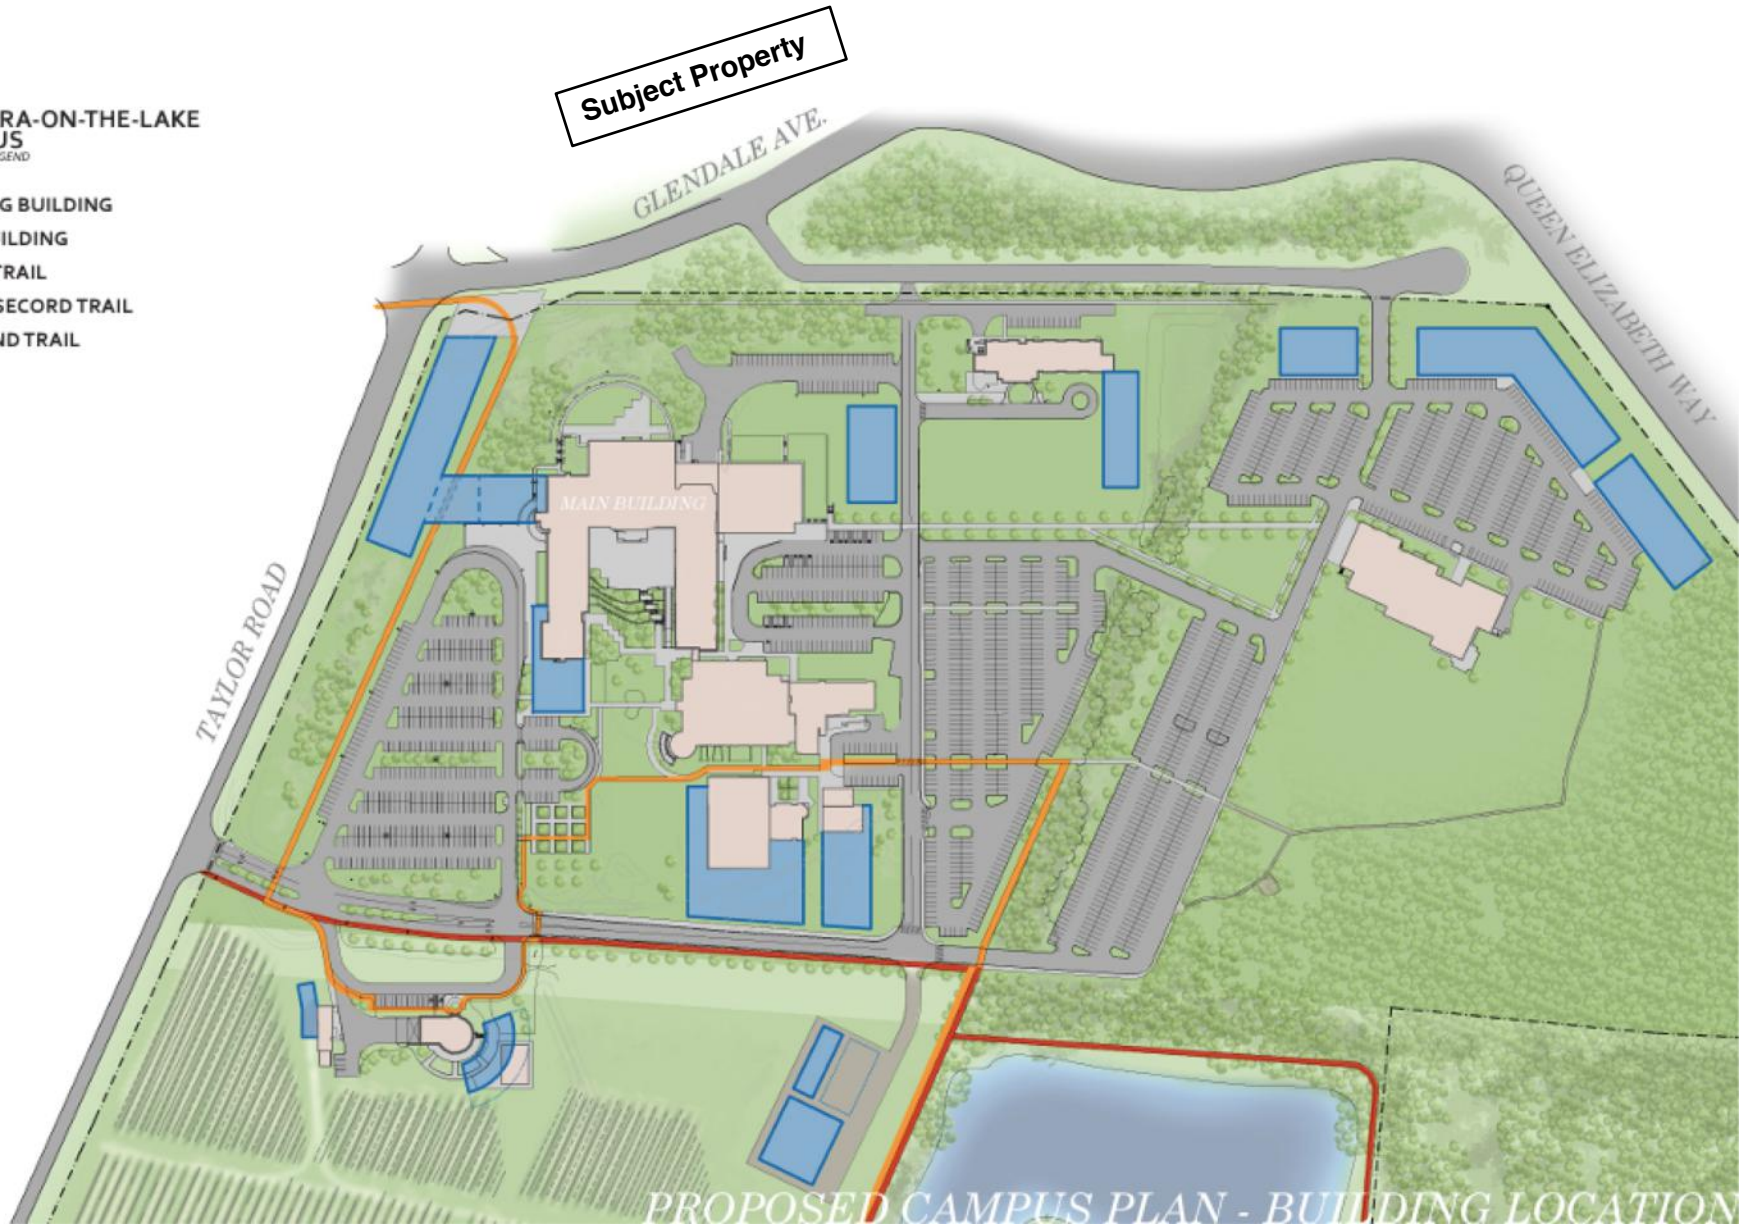 Subject Property
RA-ON-THE-LAKE
US
GEND
G BUILDING
ILDING
TRAIL
SECORD TRAIL
ND TRAIL
GLENDALE AVE.
QUEEN ELIZABETH WAY
MAIN BUILDING
TAYLOR ROAD
PROPOSED CAMPUS PLAN - BUILDING LOCATION